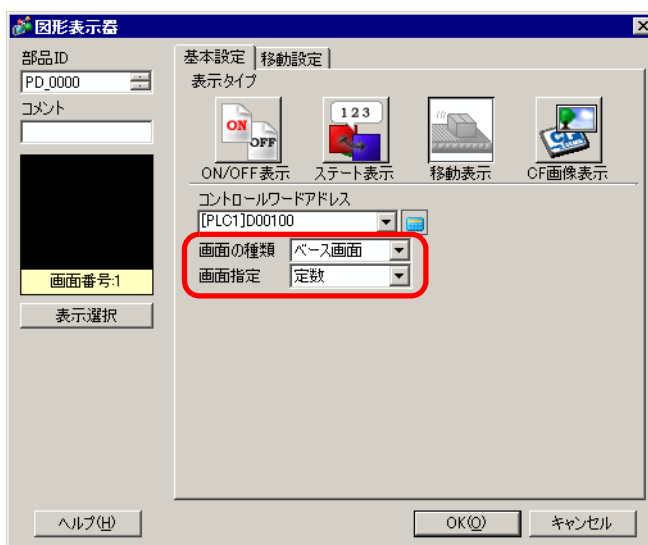 図形表示器
部品ID
PD_0000
コメント
画面番号:1
表示選択
基本設定
移動設定
表示タイプ
ON
OFF
123
ON/OFF表示
ステート表示
移動表示
CF画像表示
コントロールワードアドレス
[PLC1]D00100
画面の種類 ベース画面
画面指定 定数
ヘルプ(H)
OK(O)
キャンセル